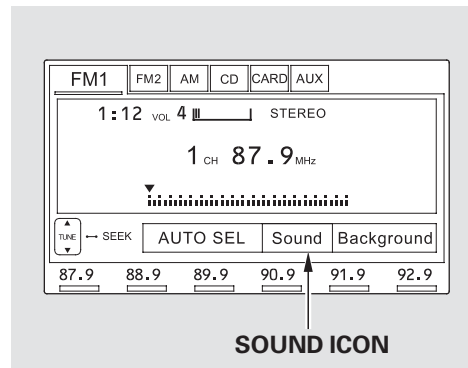 FM1 FM2 AM CD CARD AUX
1:12 VOL 4 STEREO
1 CH 87.9 MHz
TUNE SEEK AUTO SEL Sound Background
87.9 88.9 89.9 90.9 91.9 92.9
SOUND ICON